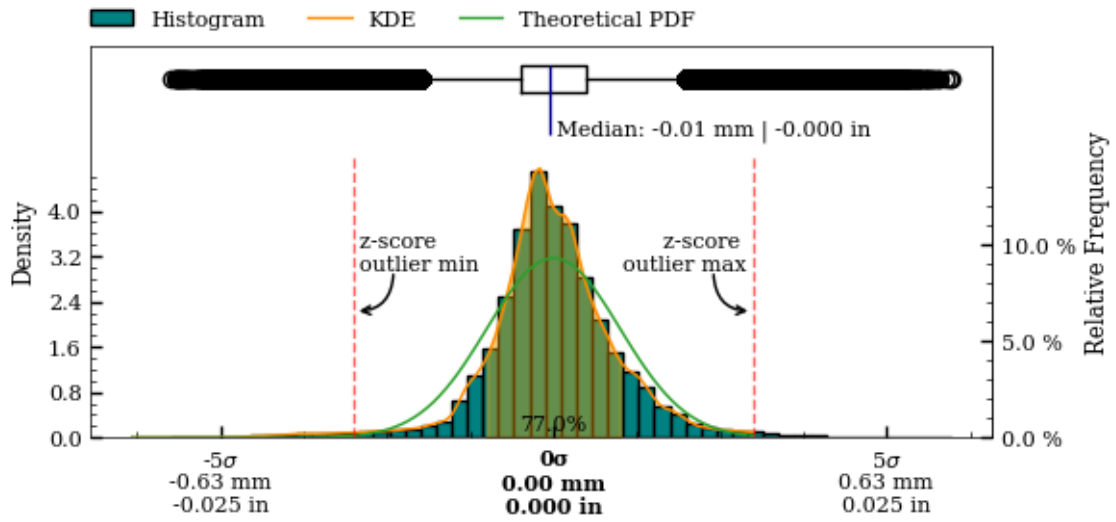 Histogram KDE Theoretical PDF
Median: -0.01 mm | -0.000 in
Density
Relative Frequency
4.0
3.2
2.4
1.6
0.8
0.0
10.0 %
5.0 %
0.0 %
z-score
outlier min
z-score
outlier max
77.0%
-5σ
-0.63 mm
-0.025 in
0σ
0.00 mm
0.000 in
5σ
0.63 mm
0.025 in